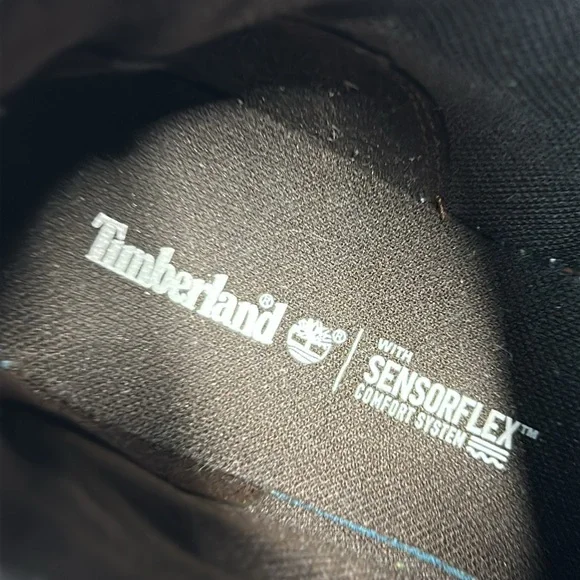 Timberland® ®
WITH
SENSORFLEX™
COMFORT SYSTEM